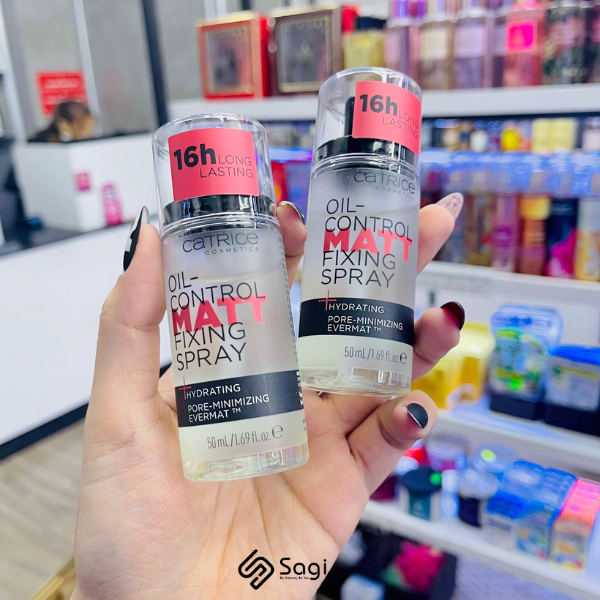 16h LONG
LASTING
CATRICE
COSMETICS
OIL-
CONTROL
MATT
FIXING
SPRAY
+HYDRATING
PORE-MINIMIZING
EVERMAT™
50 mL/1.69 fl.oz. ℮
16h LONG
LASTING
CATRICE
COSMETICS
OIL-
CONTROL
MATT
FIXING
SPRAY
+HYDRATING
PORE-MINIMIZING
EVERMAT™
50 mL/1.69 fl.oz. ℮
Sagi